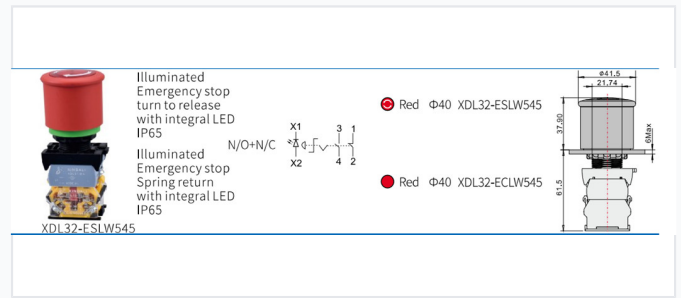 Illuminated
Emergency stop
turn to release
with integral LED
IP65
Illuminated
Emergency stop
Spring return
with integral LED
IP65
XDL32-ESLW545
N/O+N/C
X1 3 1
X2 4 2
Red Φ40 XDL32-ESLW545
Red Φ40 XDL32-ECLW545
Φ41.5
21.74
37.90
6Max
61.5